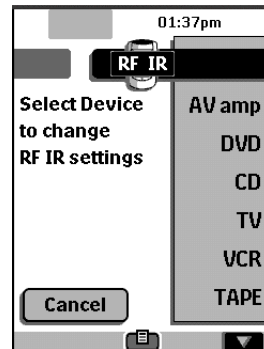 01:37pm
RF IR
Select Device
to change
RF IR settings
AV amp
DVD
CD
TV
VCR
TAPE
Cancel